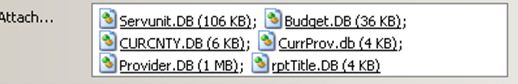 Attach... Servunit.DB (106 KB); Budget.DB (36 KB);
CURCNTY.DB (6 KB); CurrProv.db (4 KB);
Provider.DB (1 MB); rptTitle.DB (4 KB)